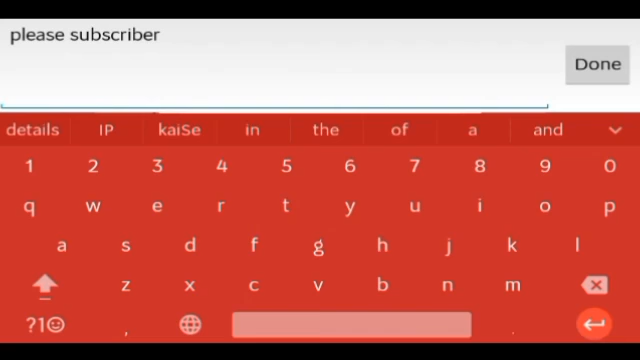 please subscriber
Done
details IP kaiSe in the of a and
1 2 3 4 5 6 7 8 9 0
q w e r t y u i o p
a s d f g h j k l
z x c v b n m
?1☺ , .